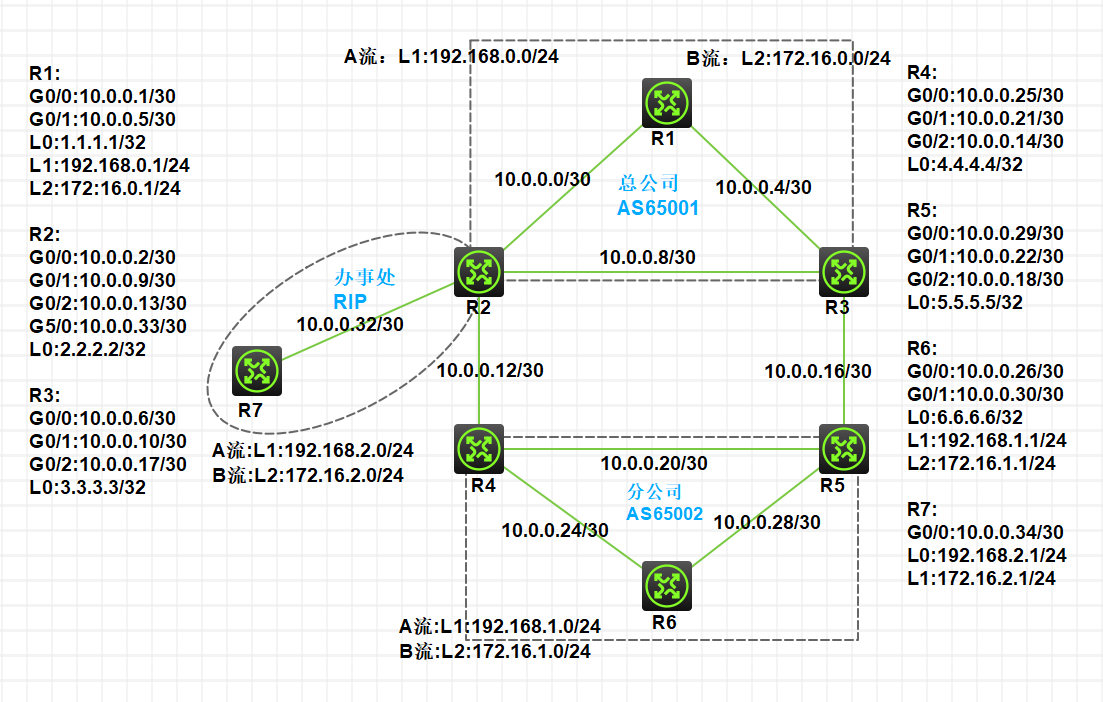 A流：L1:192.168.0.0/24
B流：L2:172.16.0.0/24
R1:
G0/0:10.0.0.1/30
G0/1:10.0.0.5/30
L0:1.1.1.1/32
L1:192.168.0.1/24
L2:172:16.0.1/24
R2:
G0/0:10.0.0.2/30
G0/1:10.0.0.9/30
G0/2:10.0.0.13/30
G5/0:10.0.0.33/30
L0:2.2.2.2/32
R3:
G0/0:10.0.0.6/30
G0/1:10.0.0.10/30
G0/2:10.0.0.17/30
L0:3.3.3.3/32
R1
10.0.0.0/30
总公司
AS65001
10.0.0.4/30
10.0.0.8/30
办事处
RIP
10.0.0.32/30
R2
R3
10.0.0.12/30
10.0.0.16/30
R7
A流:L1:192.168.2.0/24
B流:L2:172.16.2.0/24
R4
10.0.0.20/30
R5
分公司
AS65002
10.0.0.24/30
10.0.0.28/30
R6
A流:L1:192.168.1.0/24
B流:L2:172.16.1.0/24
R4:
G0/0:10.0.0.25/30
G0/1:10.0.0.21/30
G0/2:10.0.0.14/30
L0:4.4.4.4/32
R5:
G0/0:10.0.0.29/30
G0/1:10.0.0.22/30
G0/2:10.0.0.18/30
L0:5.5.5.5/32
R6:
G0/0:10.0.0.26/30
G0/1:10.0.0.30/30
L0:6.6.6.6/32
L1:192.168.1.1/24
L2:172.16.1.1/24
R7:
G0/0:10.0.0.34/30
L0:192.168.2.1/24
L1:172.16.2.1/24